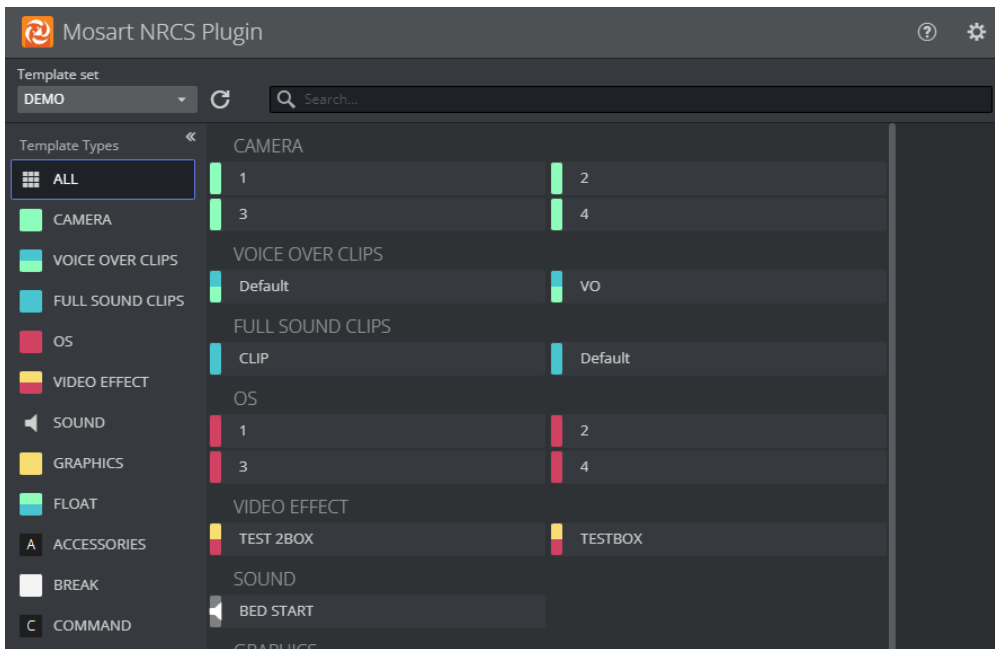 Mosart NRCS Plugin
Template set
DEMO
Search...
Template Types
ALL
CAMERA
VOICE OVER CLIPS
FULL SOUND CLIPS
OS
VIDEO EFFECT
SOUND
GRAPHICS
FLOAT
A ACCESSORIES
BREAK
C COMMAND
CAMERA
1 2
3 4
VOICE OVER CLIPS
Default VO
FULL SOUND CLIPS
CLIP Default
OS
1 2
3 4
VIDEO EFFECT
TEST 2BOX TESTBOX
SOUND
BED START
GRAPHICS